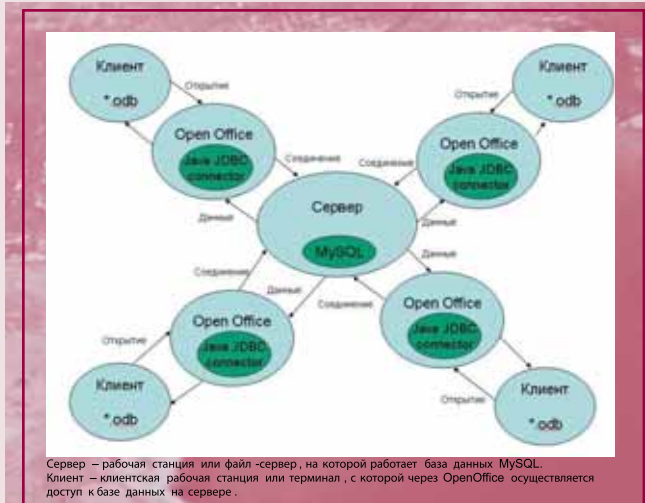 Клиент
*.odb
Открытие
Open Office
Java JDBC
connector
Соединение
Данные
Клиент
*.odb
Открытие
Open Office
Java JDBC
connector
Соединение
Данные
Сервер
MySQL
Соединение
Данные
Open Office
Java JDBC
connector
Открытие
Клиент
*.odb
Данные
Соединение
Open Office
Java JDBC
connector
Открытие
Клиент
*.odb
Сервер – рабочая станция или файл -сервер , на которой работает база данных MySQL.
Клиент – клиентская рабочая станция или терминал , с которой через OpenOffice осуществляется
доступ к базе данных на сервере .